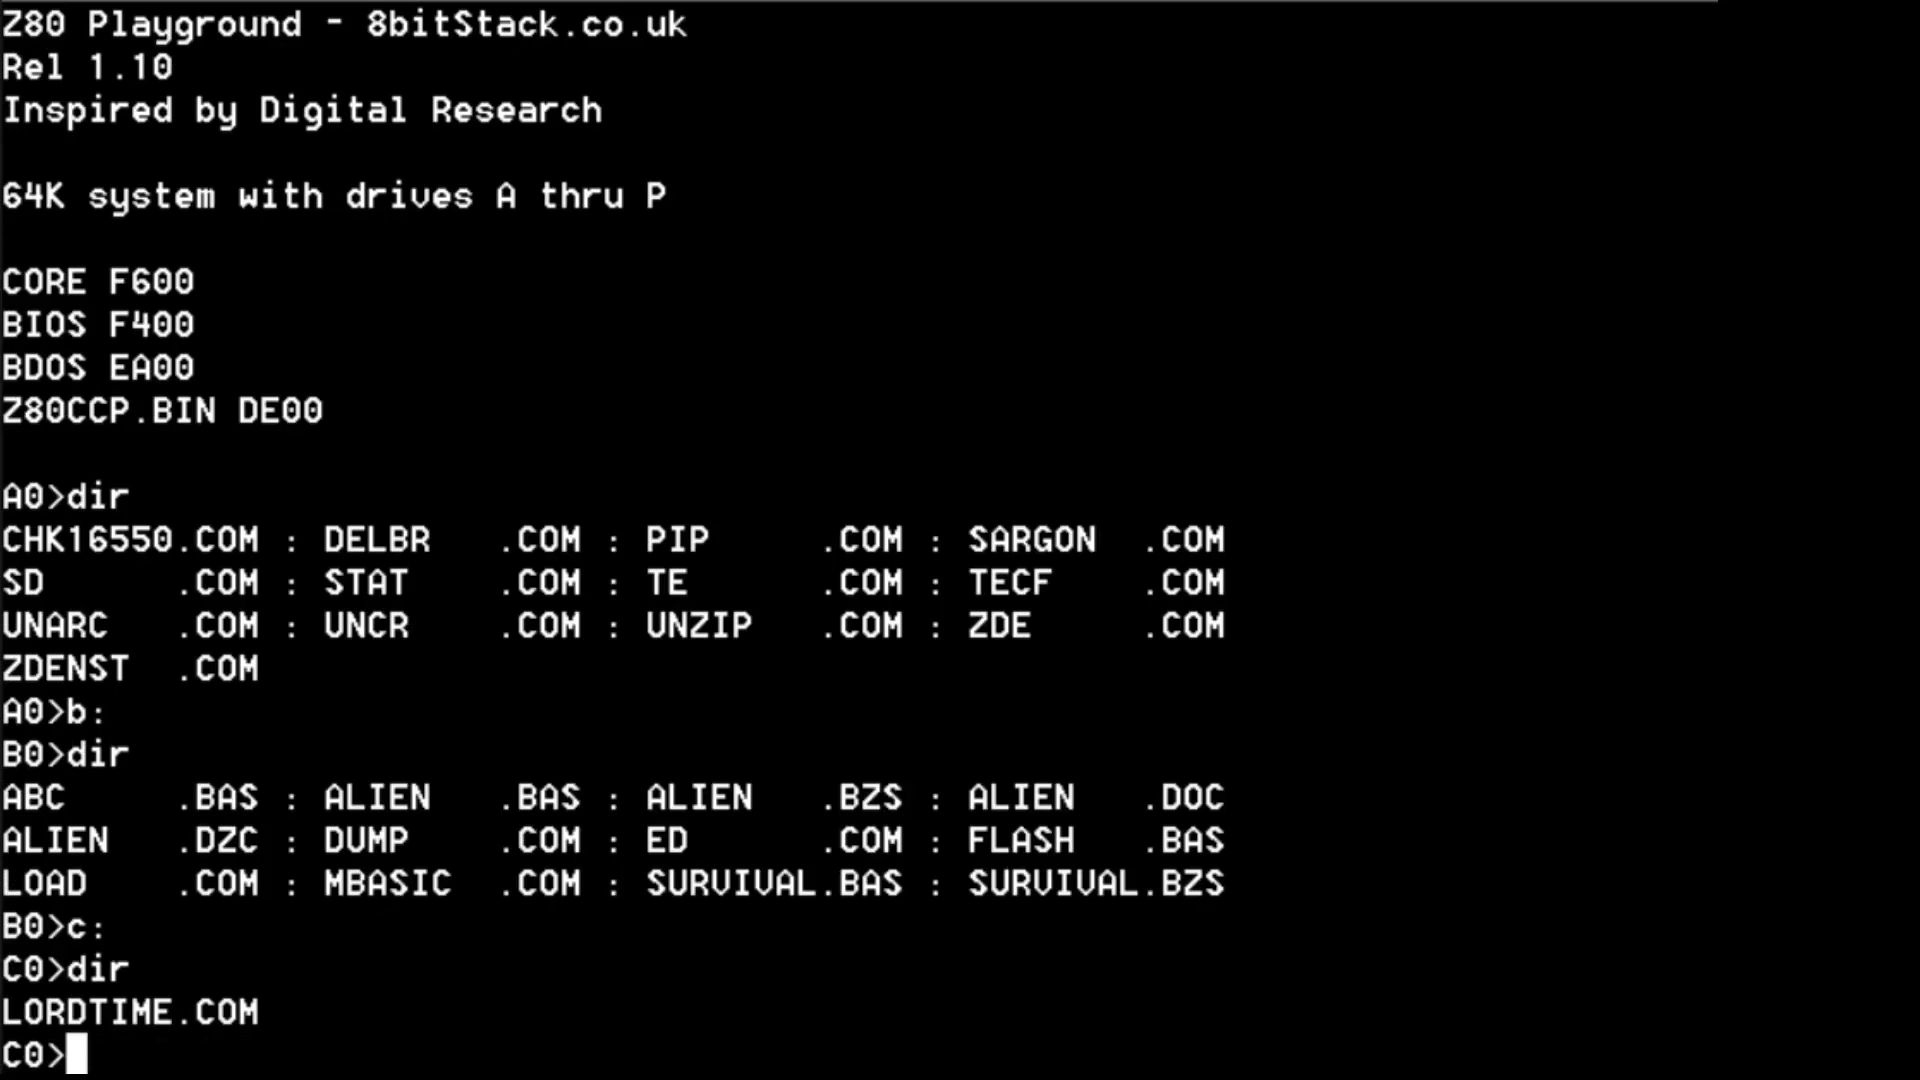 Z80 Playground - 8bitStack.co.uk
Rel 1.10
Inspired by Digital Research
64K system with drives A thru P
CORE F600
BIOS F400
BDOS EA00
Z80CCP.BIN DE00
A0>dir
CHK16550.COM : DELBR   .COM : PIP     .COM : SARGON  .COM
SD      .COM : STAT    .COM : TE      .COM : TECF    .COM
UNARC   .COM : UNCR    .COM : UNZIP   .COM : ZDE     .COM
ZDENST  .COM
A0>b:
B0>dir
ABC     .BAS : ALIEN   .BAS : ALIEN   .BZS : ALIEN   .DOC
ALIEN   .DZC : DUMP    .COM : ED      .COM : FLASH   .BAS
LOAD    .COM : MBASIC  .COM : SURVIVAL.BAS : SURVIVAL.BZS
B0>c:
C0>dir
LORDTIME.COM
C0>